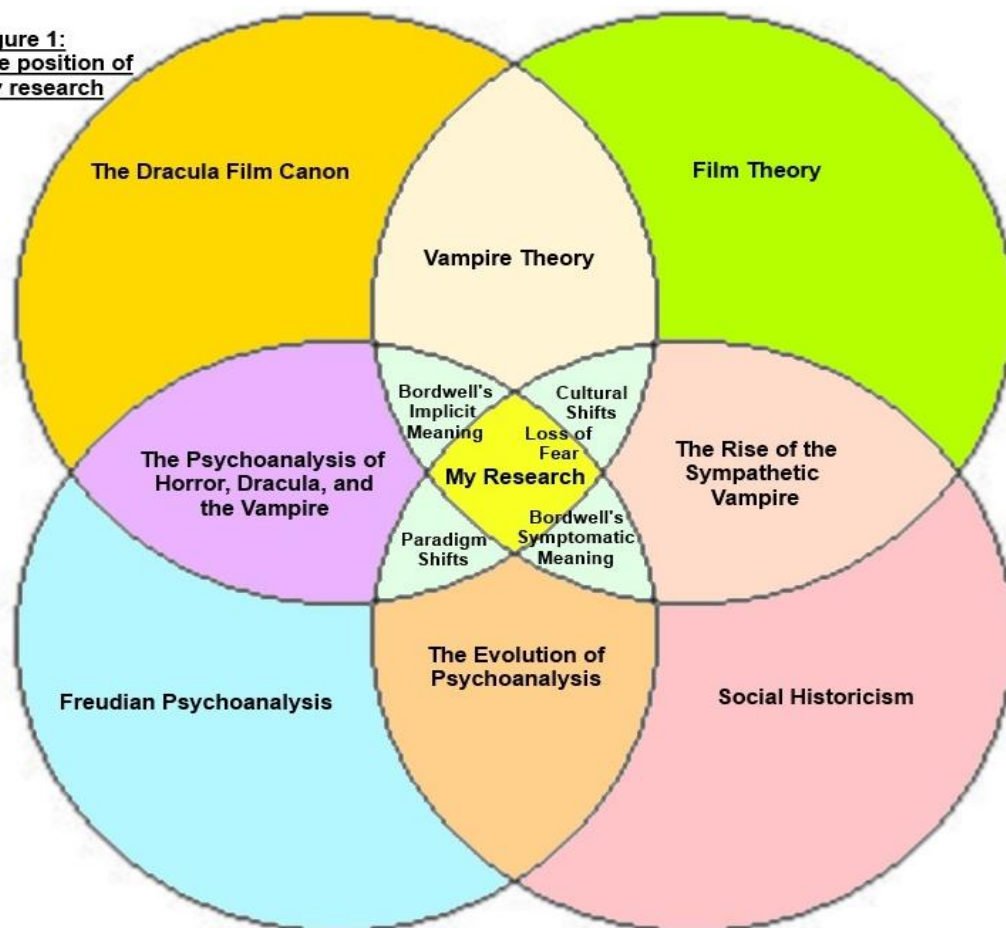 gure 1:
e position of
y research
The Dracula Film Canon
Film Theory
Vampire Theory
Bordwell's
Implicit
Meaning
Cultural
Shifts
Loss of
Fear
The Psychoanalysis of
Horror, Dracula, and
the Vampire
My Research
The Rise of the
Sympathetic
Vampire
Paradigm
Shifts
Bordwell's
Symptomatic
Meaning
The Evolution of
Psychoanalysis
Freudian Psychoanalysis
Social Historicism